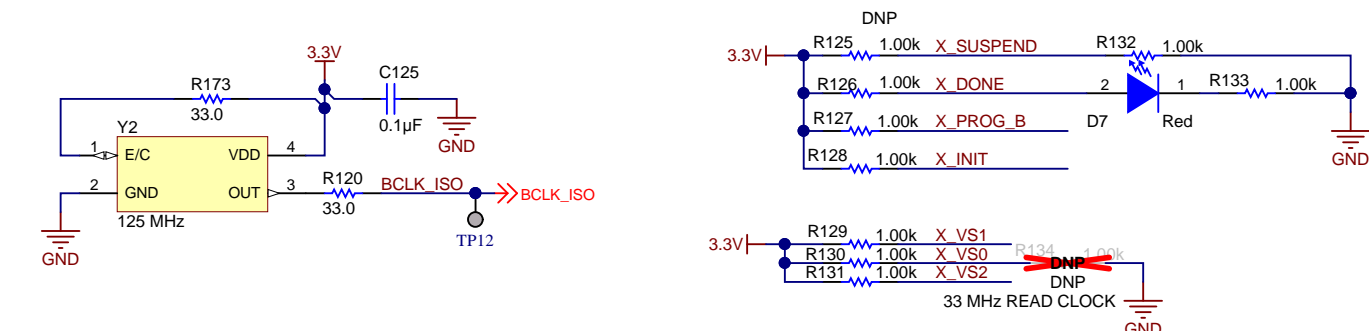 3.3V
R173
33.0
C125
0.1µF
GND
Y2
1 E/C VDD 4
2 GND OUT 3
125 MHz
GND
R120
33.0
BCLK_ISO
BCLK_ISO
TP12
DNP
3.3V
R125 1.00k X_SUSPEND
R132 1.00k
R126 1.00k X_DONE
2 1
D7 Red
R133 1.00k
R127 1.00k X_PROG_B
R128 1.00k X_INIT
GND
3.3V
R129 1.00k X_VS1
R130 1.00k X_VS0
R131 1.00k X_VS2
R134 1.00k
DNP
DNP
33 MHz READ CLOCK
GND